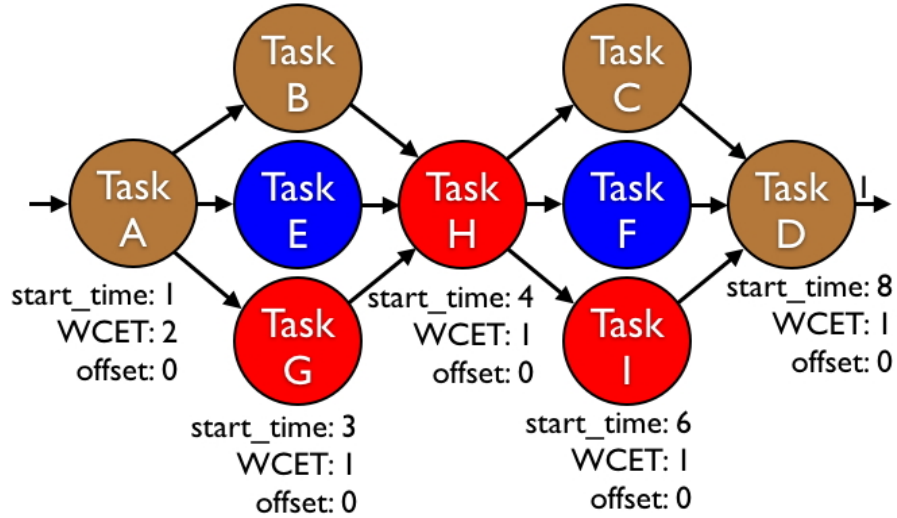 Task
B
Task
C
Task
A
Task
E
Task
H
Task
F
Task
D
1
start_time: 1
WCET: 2
offset: 0
Task
G
start_time: 4
WCET: 1
offset: 0
Task
I
start_time: 8
WCET: 1
offset: 0
start_time: 3
WCET: 1
offset: 0
start_time: 6
WCET: 1
offset: 0